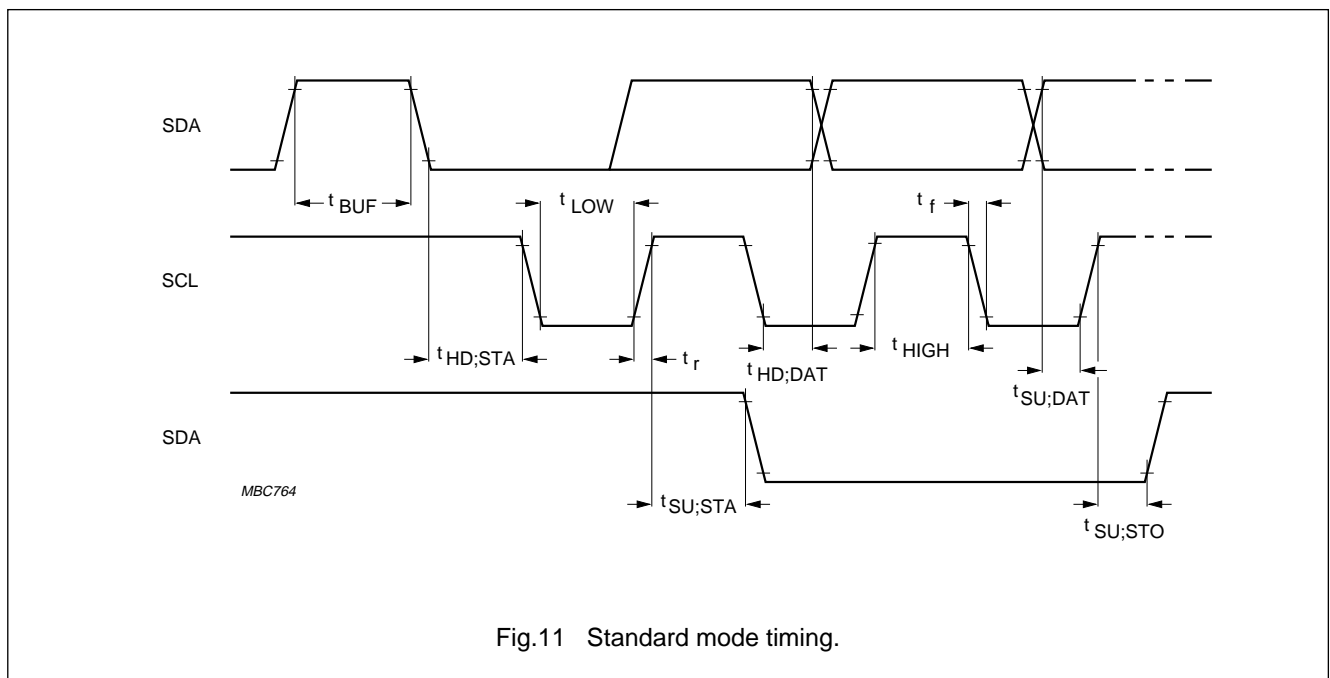 SDA
t BUF
t LOW
t f
SCL
t HD;STA
t r
t HD;DAT
t HIGH
t SU;DAT
SDA
MBC764
t SU;STA
t SU;STO
Fig.11 Standard mode timing.